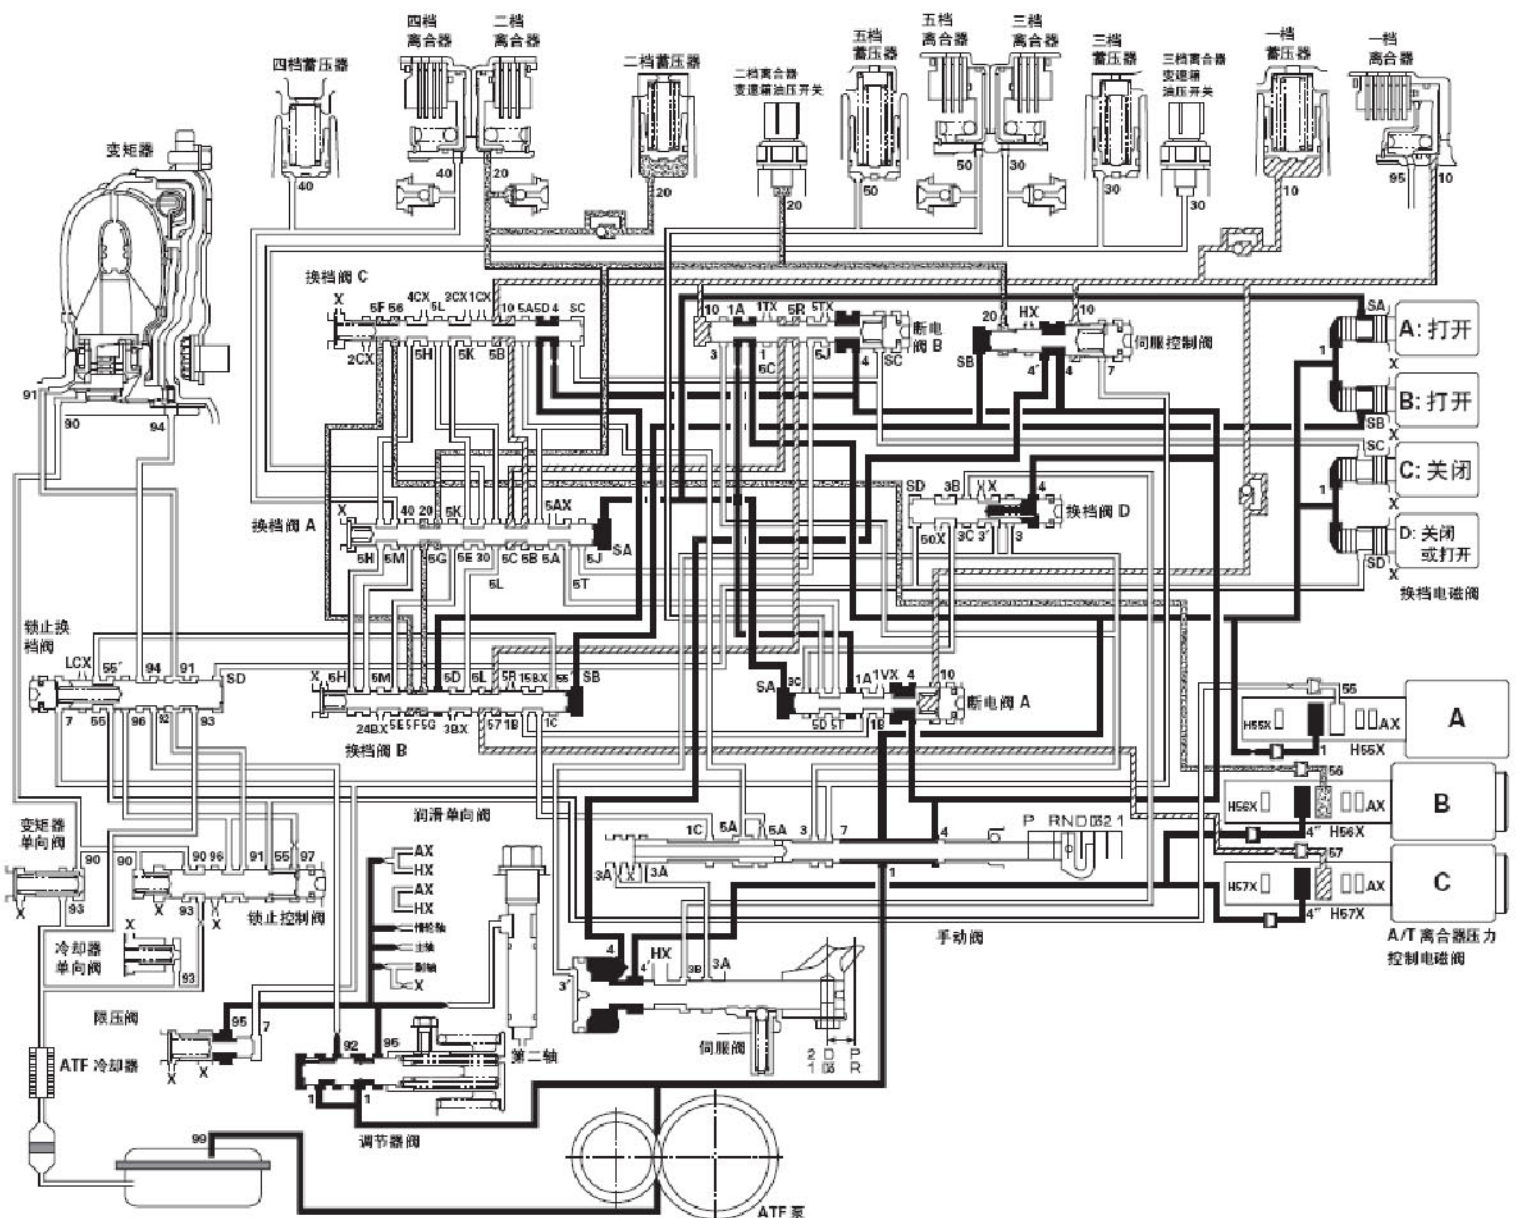 四档
离合器
二档
离合器
四档蓄压器
二档蓄压器
二档离合器
变速箱油压开关
五档
蓄压器
五档
离合器
三档
离合器
三档
蓄压器
三档离合器
变速箱
油压开关
一档
蓄压器
一档
离合器
变矩器
40
40
20
20
20
50
50
30
30
30
10
95
10
换档阀 C
X
5F
56
4CX
5L
3CX
1CX
10
5A
5D
4
SC
2CX
5H
5K
5B
10
1A
1TX
5R
5TX
断电
阀 B
3
1
5C
5J
4
SC
20
HX
10
伺服控制阀
SB
4'
4
7
SA
A: 打开
1
X
B: 打开
SB
X
SC
C: 关闭
1
X
D: 关闭
或打开
SD
X
换档电磁阀
91
90
94
换档阀 A
X
40
20
5K
5AX
SA
5H
5M
5G
5E
30
5C
5B
5A
5J
5L
5T
SD
3B
X
4
换档阀 D
50X
3C
3'
3
锁止换
档阀
LCX
55'
94
91
SD
7
55
96
92
93
X
5H
5M
5D
5L
5R
15BX
55'
SB
24BX
5E
5F
5G
3BX
57
1B
1C
换档阀 B
SA
3C
1A
1VX
4
10
断电阀 A
5D
5T
1B
55
H55X
AX
A
1
H55X
56
H56X
AX
B
4"
H56X
57
H57X
AX
C
4"
H57X
A/T 离合器压力
控制电磁阀
变矩器
单向阀
90
90
90
96
91
55
97
93
X
X
93
X
锁止控制阀
冷却器
单向阀
X
93
润滑单向阀
AX
HX
AX
HX
主轴
副轴
X
1C
5A
5A
3
7
4
P
R
N
D
D3
2
1
3A
X
3A
1
手动阀
4
4'
HX
3B
3A
3'
伺服阀
2
D
P
1
D3
R
限压阀
95
7
X
X
92
95
第二轴
1
1
调节器阀
ATF 冷却器
99
ATF 泵